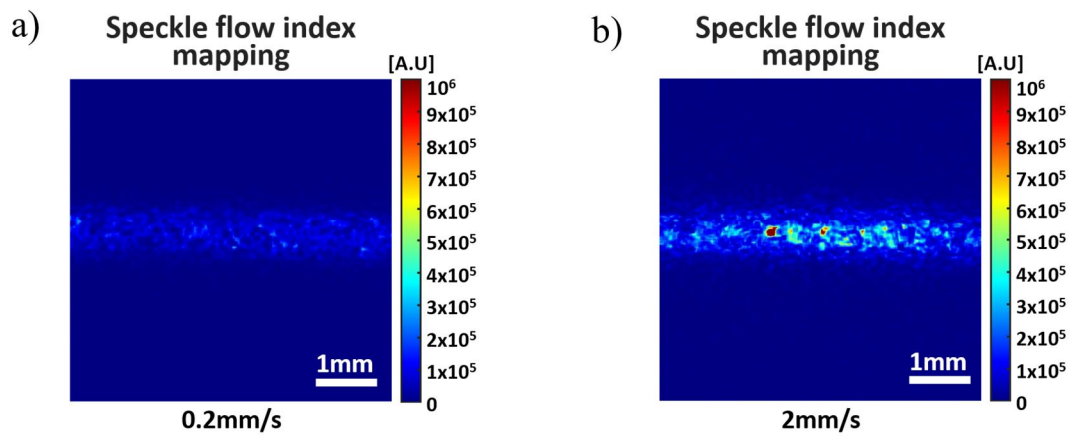 a)
Speckle flow index
mapping
[A.U]
10⁶
9x10⁵
8x10⁵
7x10⁵
6x10⁵
5x10⁵
4x10⁵
3x10⁵
2x10⁵
1x10⁵
0
1mm
0.2mm/s
b)
Speckle flow index
mapping
[A.U]
10⁶
9x10⁵
8x10⁵
7x10⁵
6x10⁵
5x10⁵
4x10⁵
3x10⁵
2x10⁵
1x10⁵
0
1mm
2mm/s